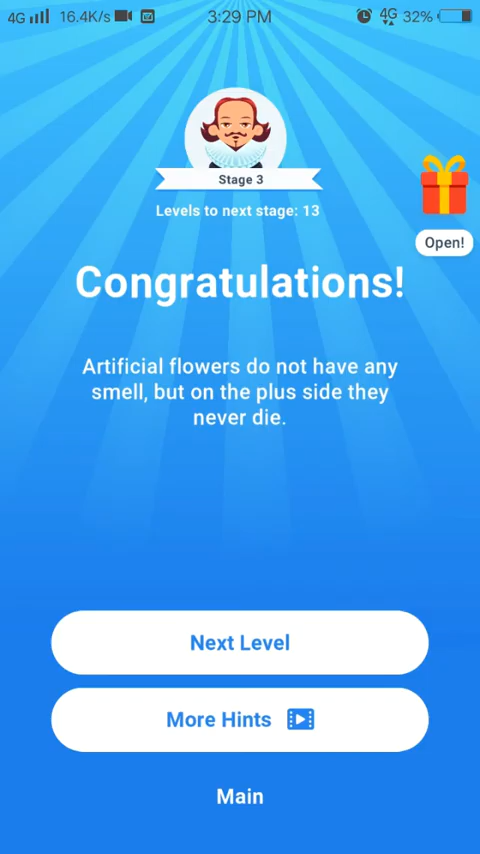 4G 16.4K/s 3:29 PM 4G 32%
Stage 3
Levels to next stage: 13
Open!
Congratulations!
Artificial flowers do not have any
smell, but on the plus side they
never die.
Next Level
More Hints
Main